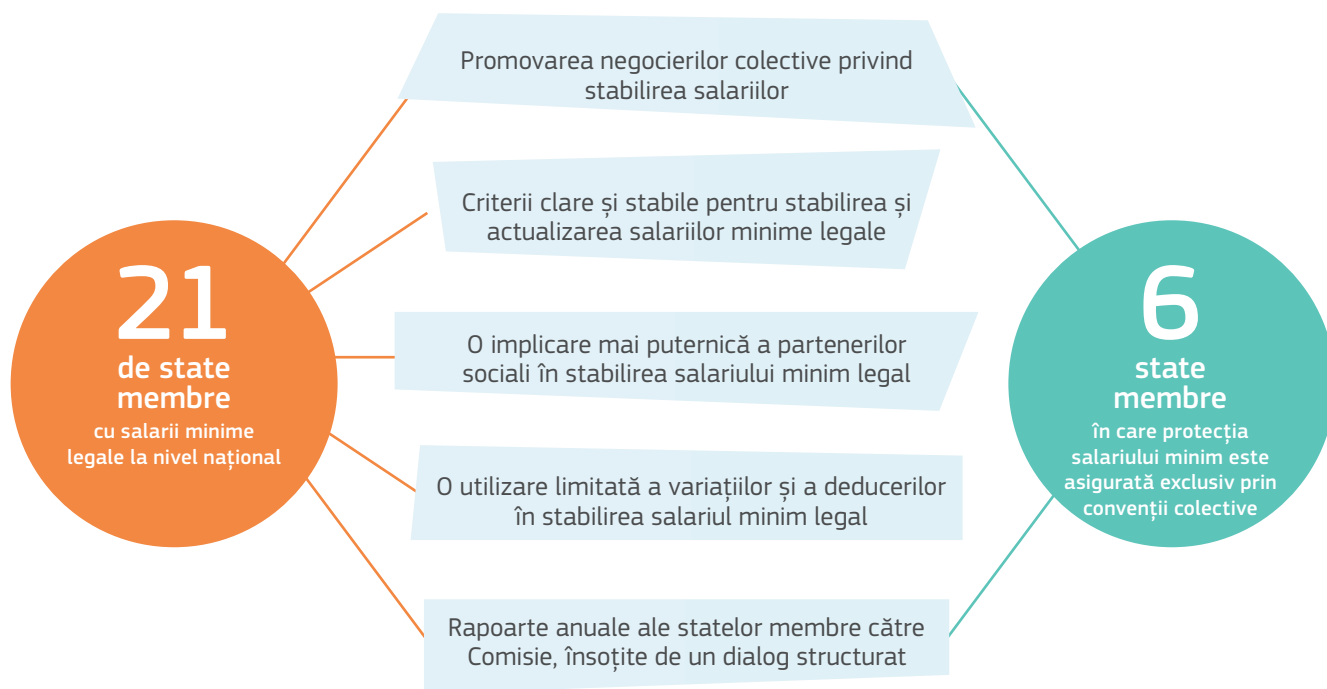 Promovarea negocierilor colective privind
stabilirea salariilor
Criterii clare și stabile pentru stabilirea și
actualizarea salariilor minime legale
21
de state
membre
cu salarii minime
legale la nivel național
O implicare mai puternică a partenerilor
sociali în stabilirea salariului minim legal
6
state
membre
în care protecția
salariului minim este
asigurată exclusiv prin
convenții colective
O utilizare limitată a variațiilor și a deducerilor
în stabilirea salariul minim legal
Rapoarte anuale ale statelor membre către
Comisie, însoțite de un dialog structurat